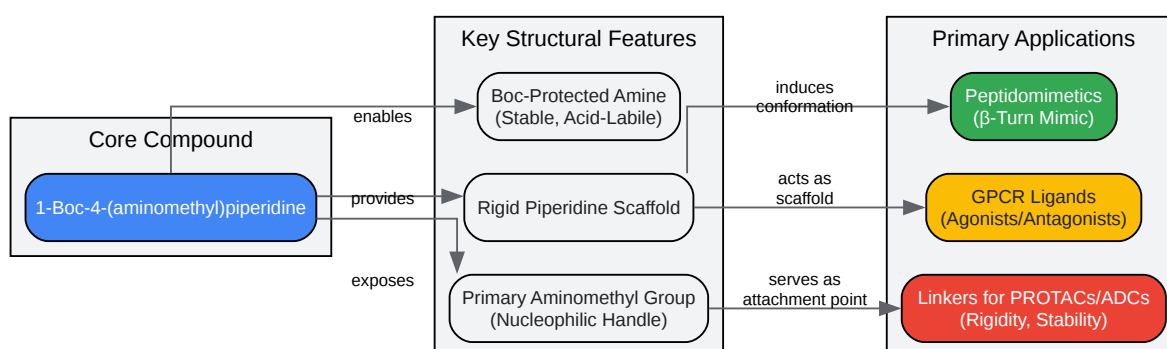 Core Compound
1-Boc-4-(aminomethyl)piperidine
enables
provides
exposes
Key Structural Features
Boc-Protected Amine
(Stable, Acid-Labile)
Rigid Piperidine Scaffold
Primary Aminomethyl Group
(Nucleophilic Handle)
induces
conformation
acts as
scaffold
serves as
attachment point
Primary Applications
Peptidomimetics
(β-Turn Mimic)
GPCR Ligands
(Agonists/Antagonists)
Linkers for PROTACs/ADCs
(Rigidity, Stability)